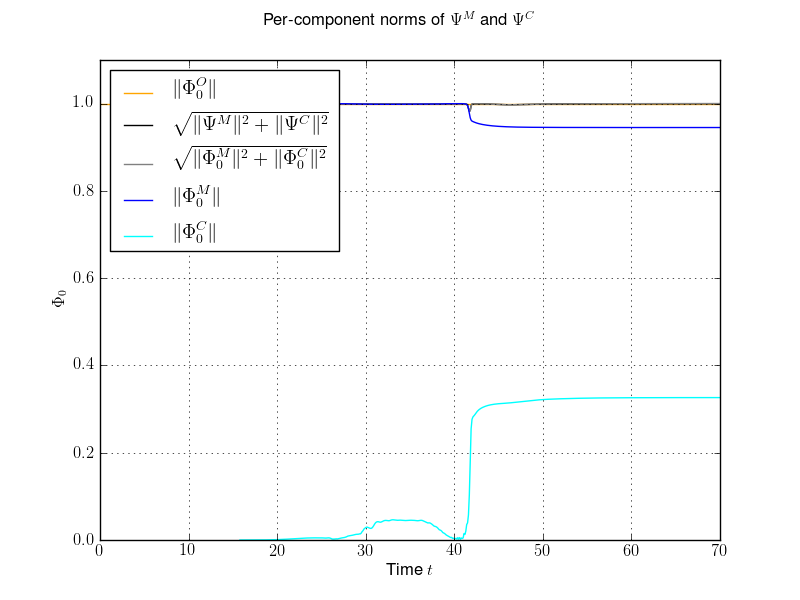 Per-component norms of Ψ^M and Ψ^C
‖Φ_0^O‖
√(‖Ψ^M‖² + ‖Ψ^C‖²)
√(‖Φ_0^M‖² + ‖Φ_0^C‖²)
‖Φ_0^M‖
‖Φ_0^C‖
1.0
0.8
0.6
0.4
0.2
0.0
Φ_0
0 10 20 30 40 50 60 70
Time t